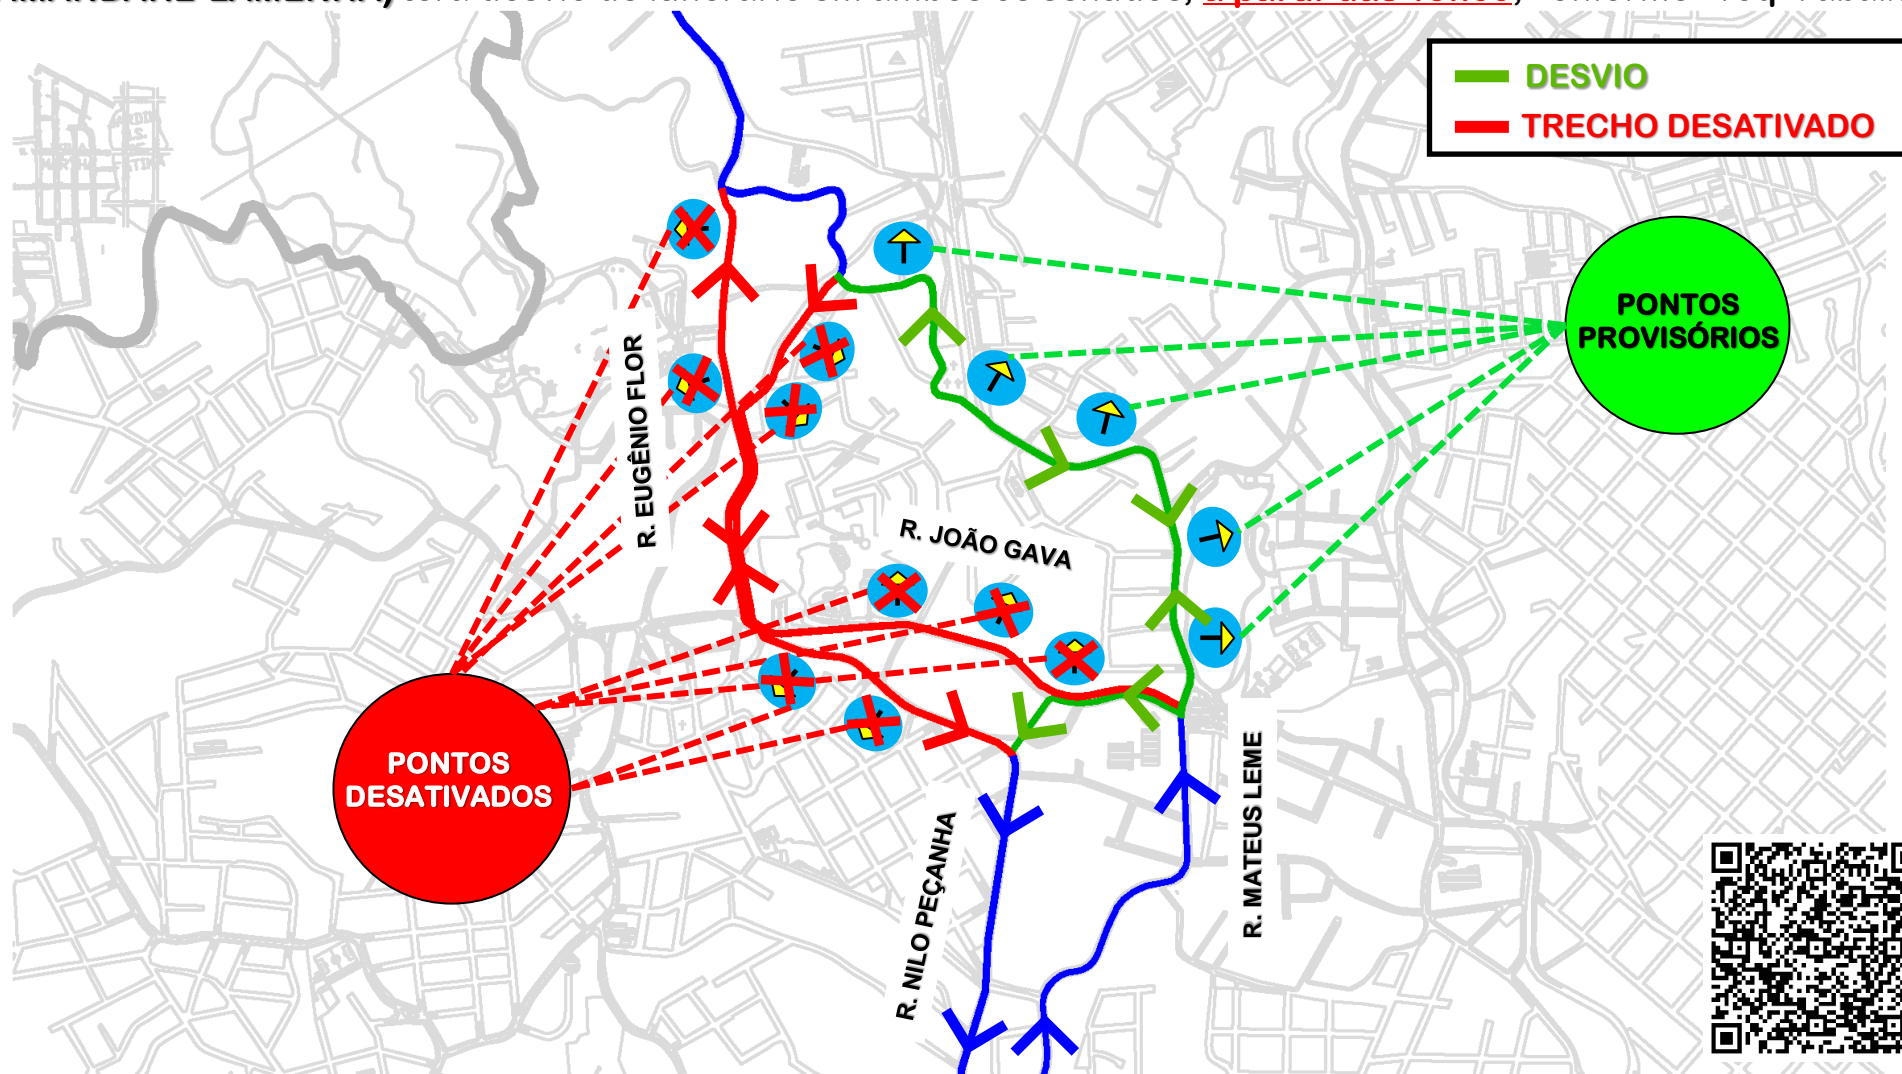 DESVIO
TRECHO DESATIVADO
PONTOS
PROVISÓRIOS
R. EUGÊNIO FLOR
R. JOÃO GAVA
PONTOS
DESATIVADOS
R. NILO PEÇANHA
R. MATEUS LEME